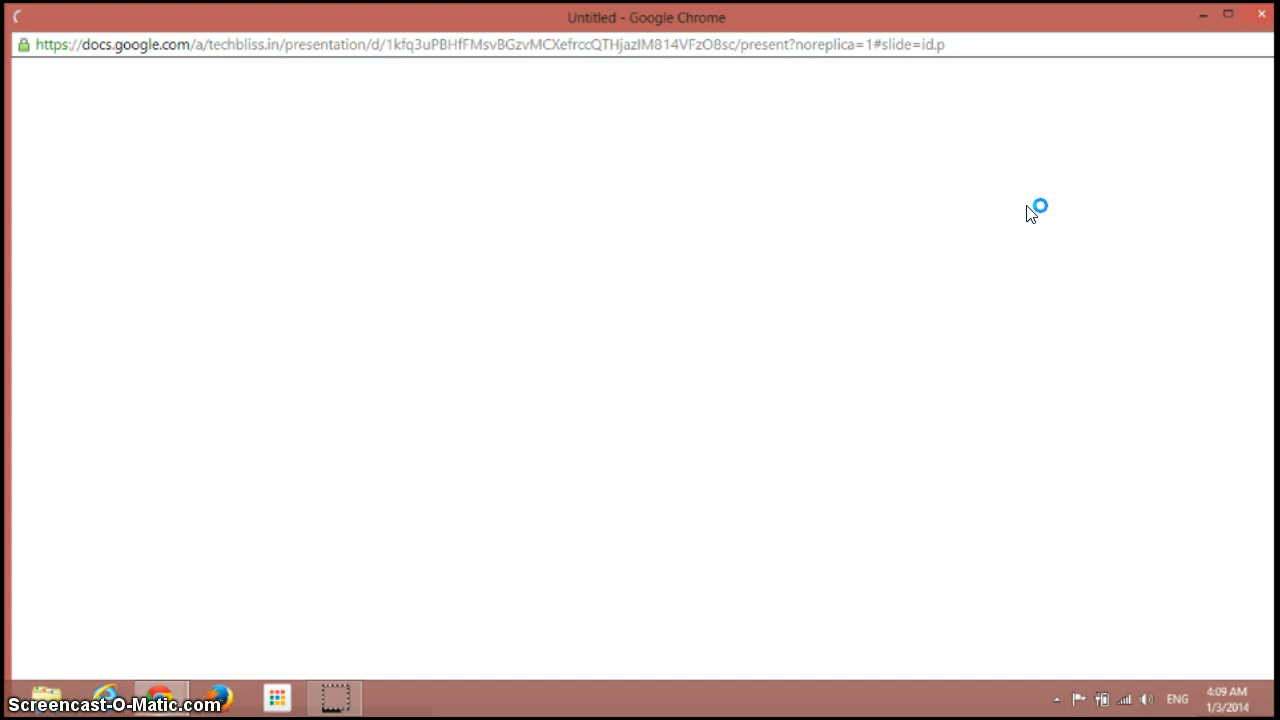 Untitled - Google Chrome
https://docs.google.com/a/techbliss.in/presentation/d/1kfq3uPBHfFMsvBGzvMCXefrccQTHjazIM814VFzO8sc/present?noreplica=1#slide=id.p
ENG
4:09 AM
1/3/2014
Screencast-O-Matic.com